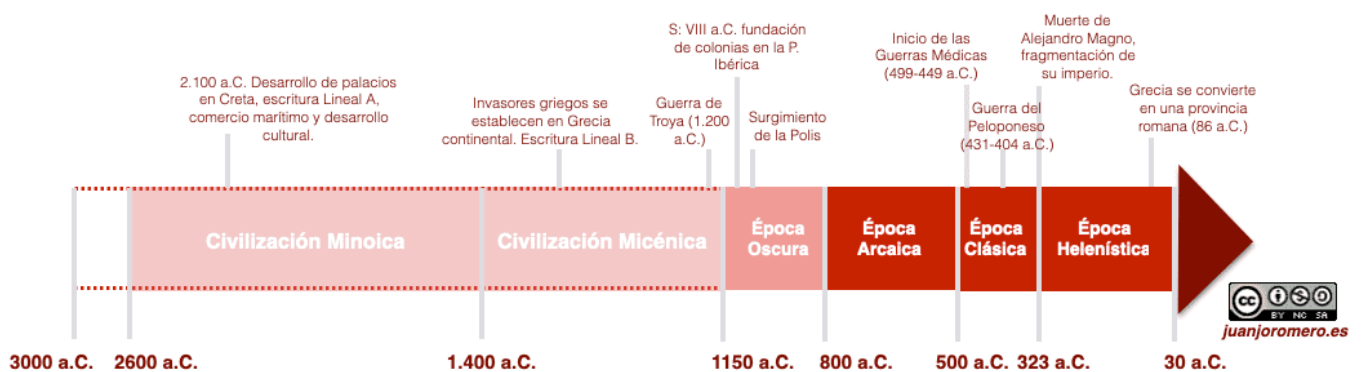 2.100 a.C. Desarrollo de palacios
en Creta, escritura Lineal A,
comercio marítimo y desarrollo
cultural.
Invasores griegos se
establecen en Grecia
continental. Escritura Lineal B.
Guerra de
Troya (1.200
a.C.)
S: VIII a.C. fundación
de colonias en la P.
Ibérica
Surgimiento
de la Polis
Inicio de las
Guerras Médicas
(499-449 a.C.)
Guerra del
Peloponeso
(431-404 a.C.)
Muerte de
Alejandro Magno,
fragmentación de
su imperio.
Grecia se convierte
en una provincia
romana (86 a.C.)
Civilización Minoica
Civilización Micénica
Época
Oscura
Época
Arcaica
Época
Clásica
Época
Helenística
3000 a.C.
2600 a.C.
1.400 a.C.
1150 a.C.
800 a.C.
500 a.C.
323 a.C.
30 a.C.
cc
BY NC SA
juanjoromero.es